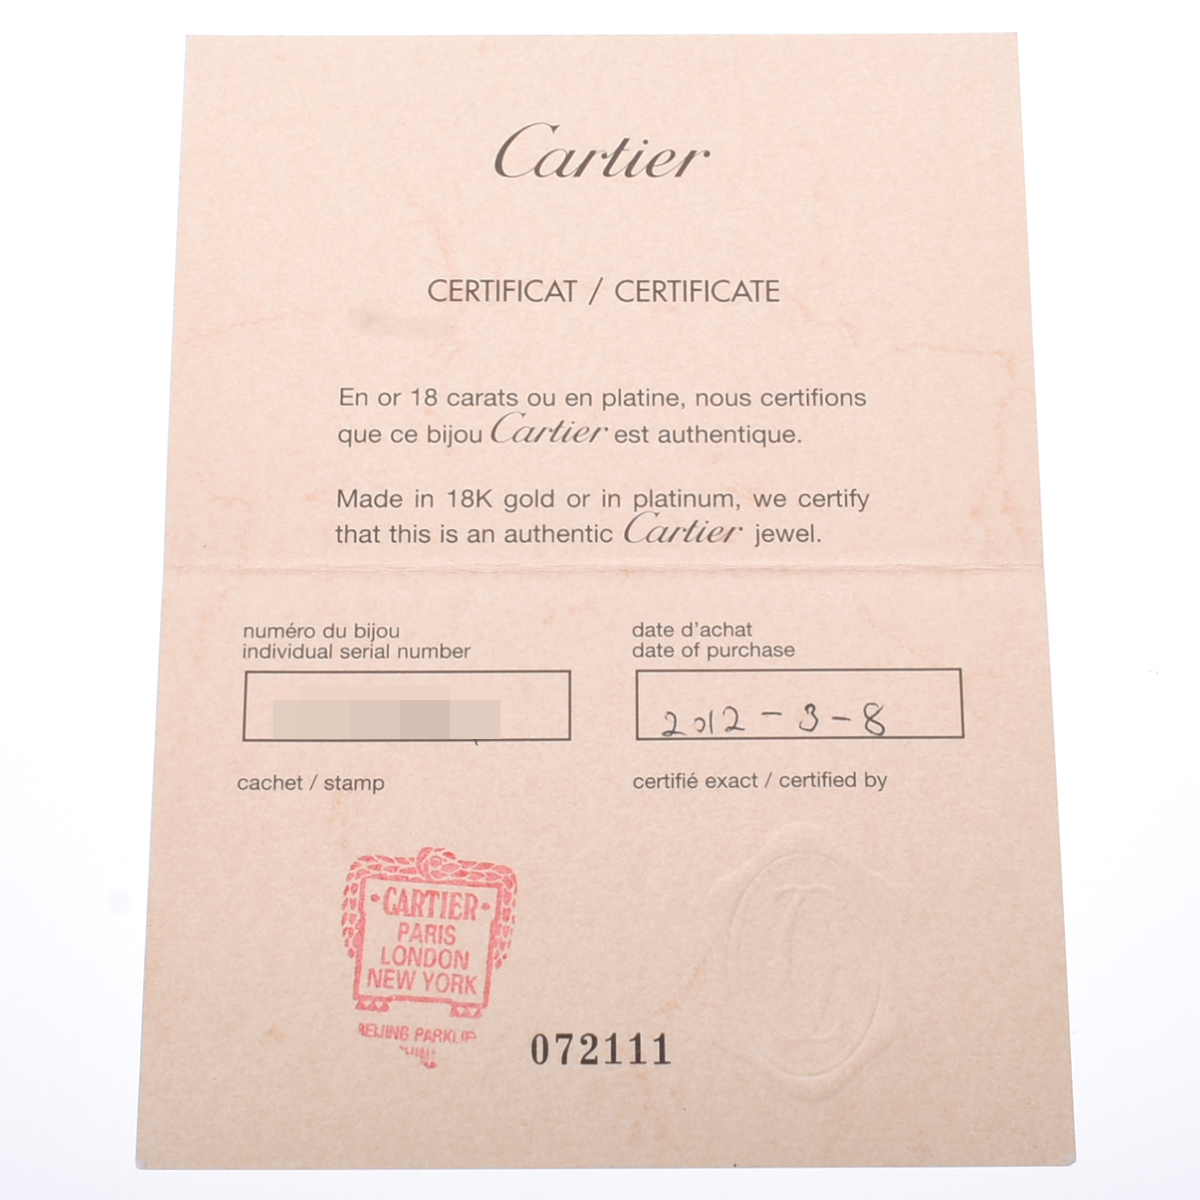 Cartier
CERTIFICAT / CERTIFICATE
En or 18 carats ou en platine, nous certifions
que ce bijou Cartier est authentique.
Made in 18K gold or in platinum, we certify
that this is an authentic Cartier jewel.
numéro du bijou
individual serial number
date d'achat
date of purchase
2012-3-8
cachet / stamp
certifié exact / certified by
CARTIER
PARIS
LONDON
NEW YORK
BEIJING
072111